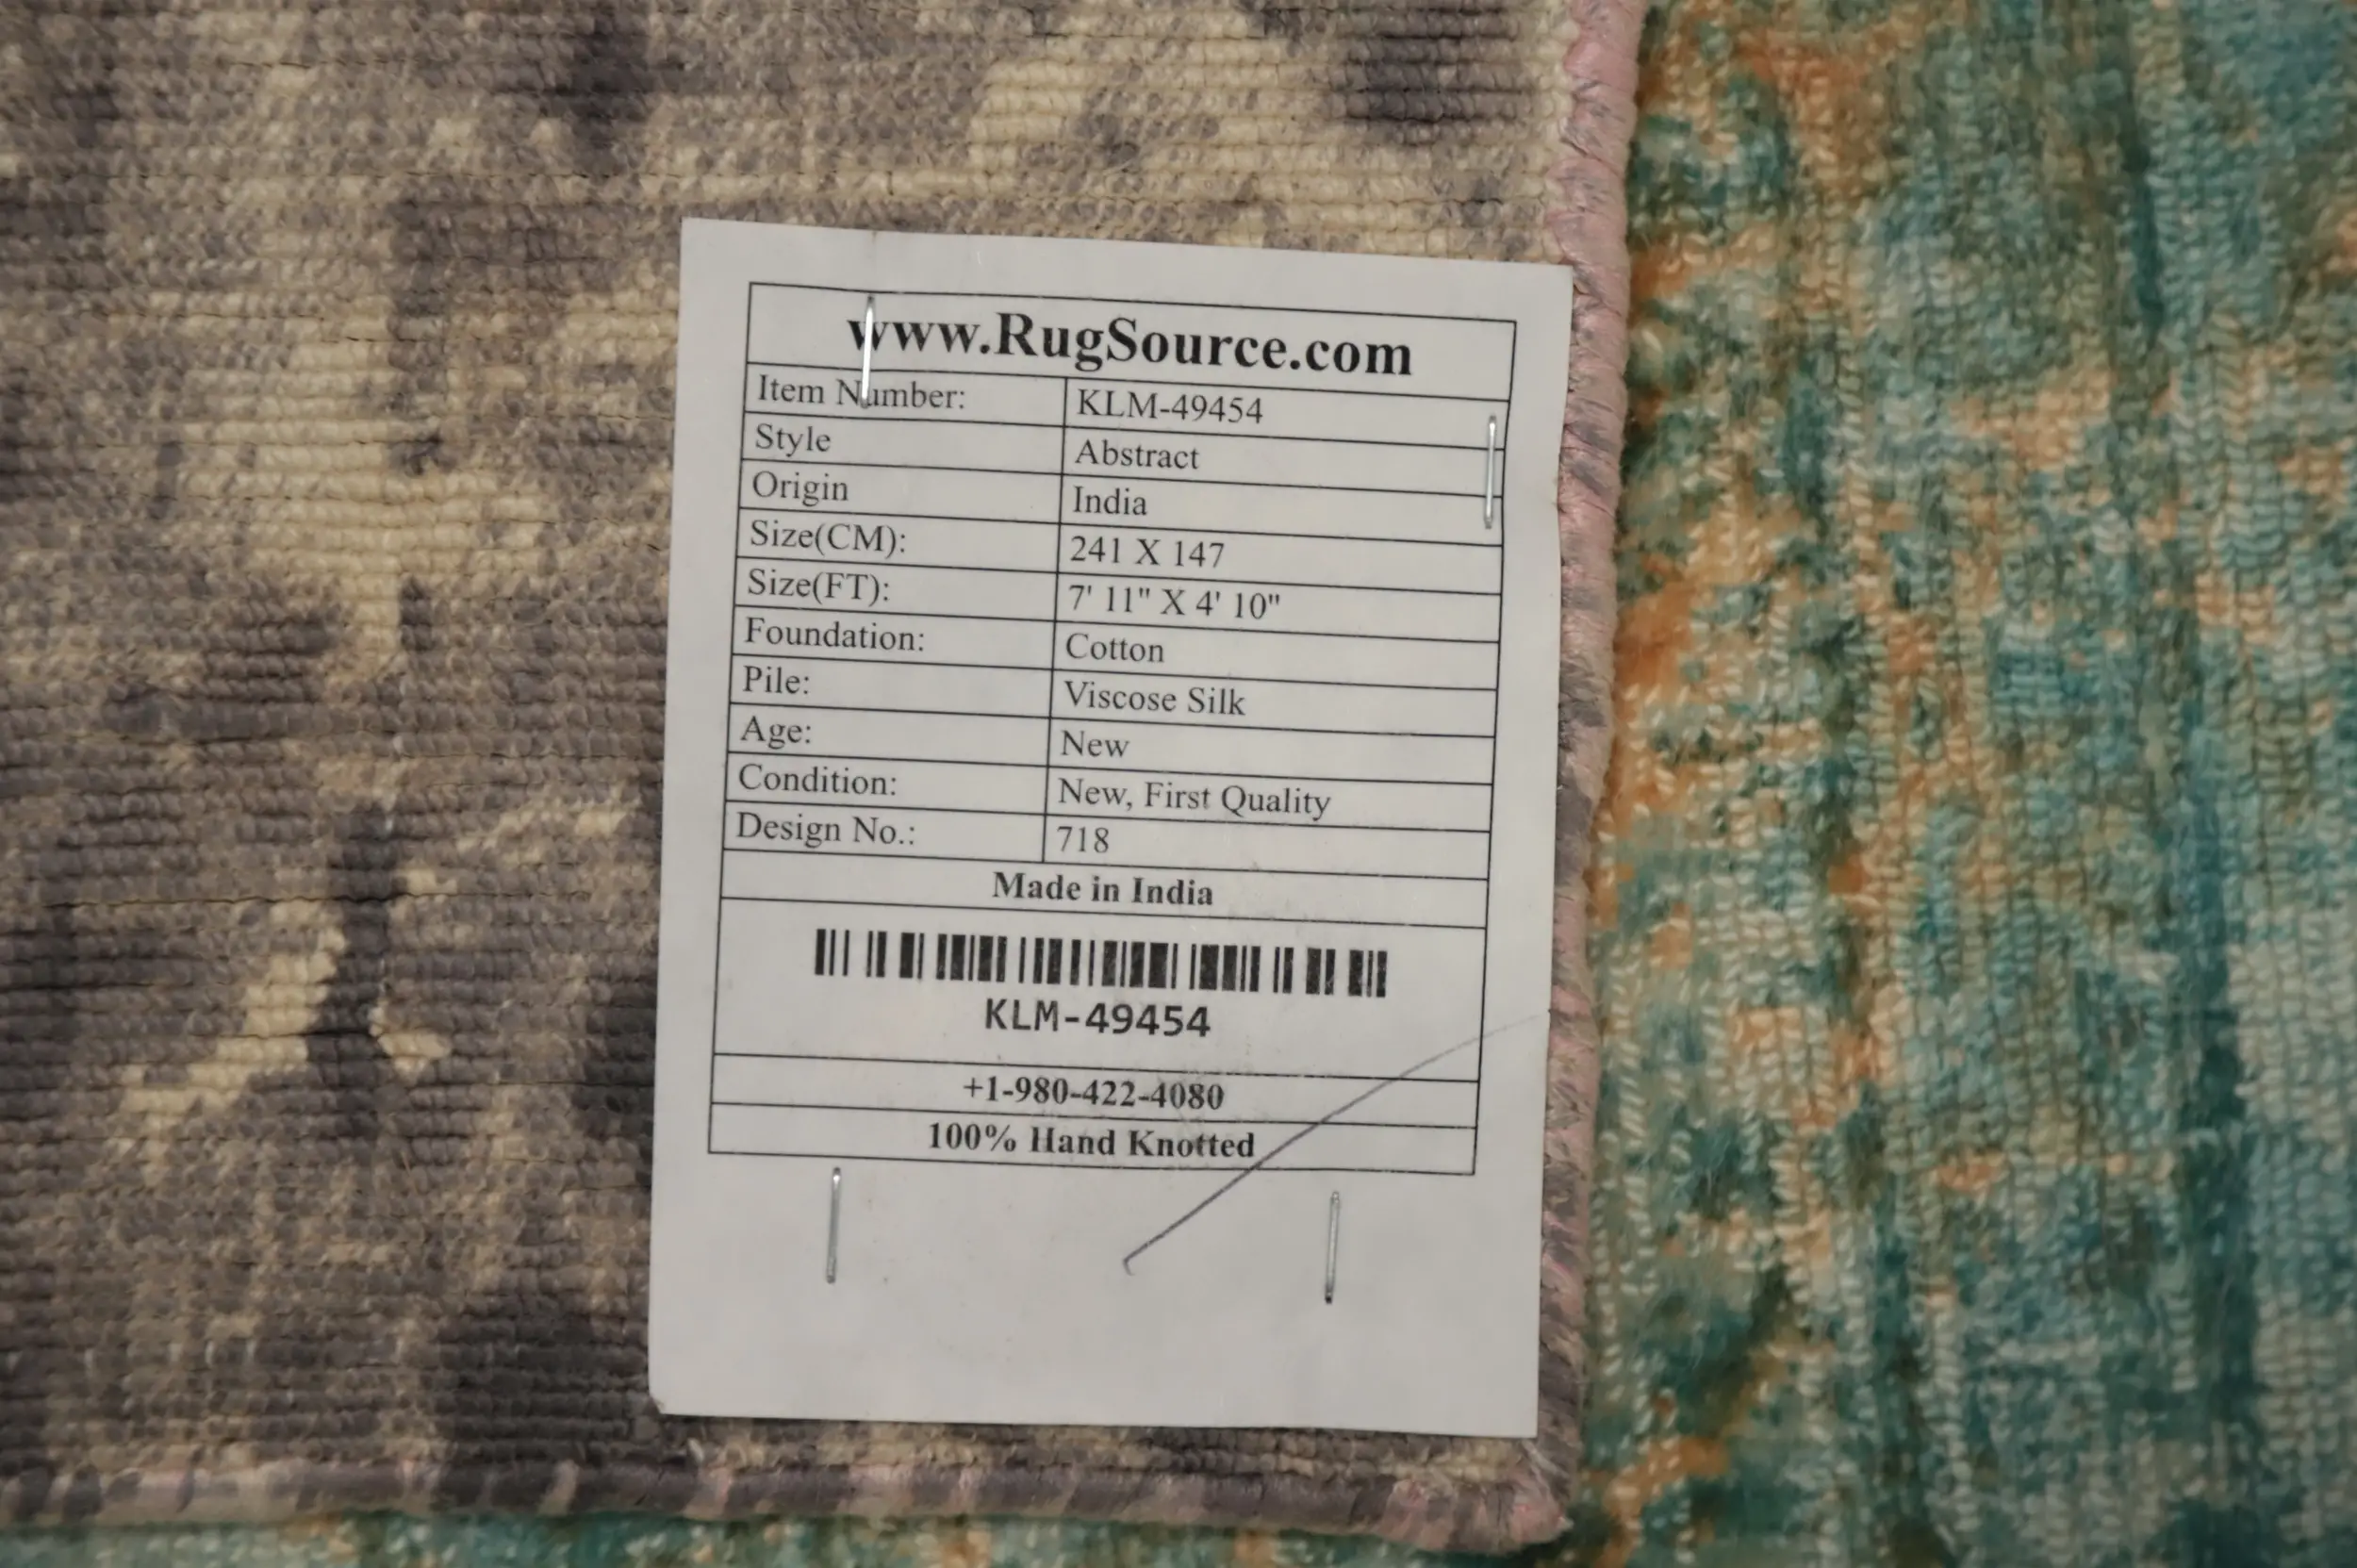 www.RugSource.com
Item Number: KLM-49454
Style Abstract
Origin India
Size(CM): 241 X 147
Size(FT): 7' 11" X 4' 10"
Foundation: Cotton
Pile: Viscose Silk
Age: New
Condition: New, First Quality
Design No.: 718
Made in India
KLM-49454
+1-980-422-4080
100% Hand Knotted